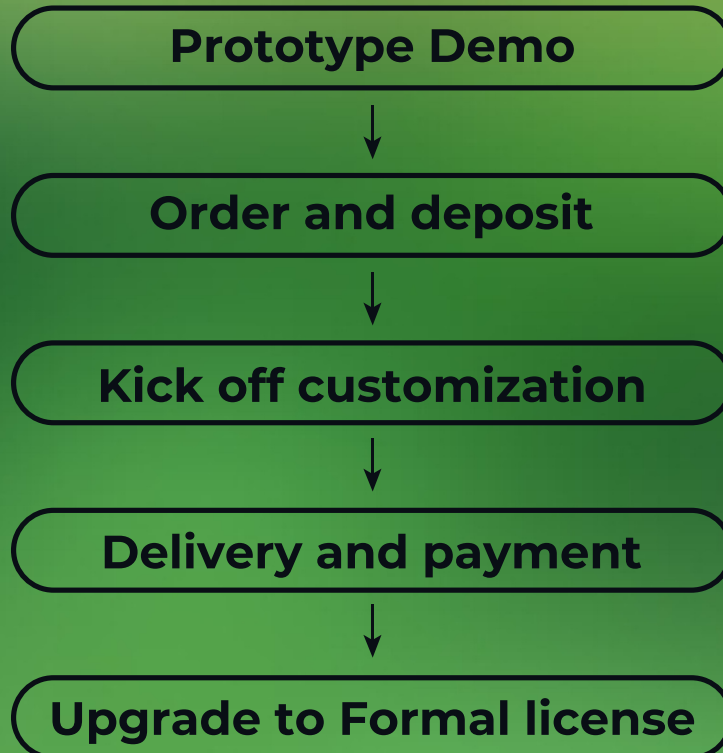 Prototype Demo
Order and deposit
Kick off customization
Delivery and payment
Upgrade to Formal license